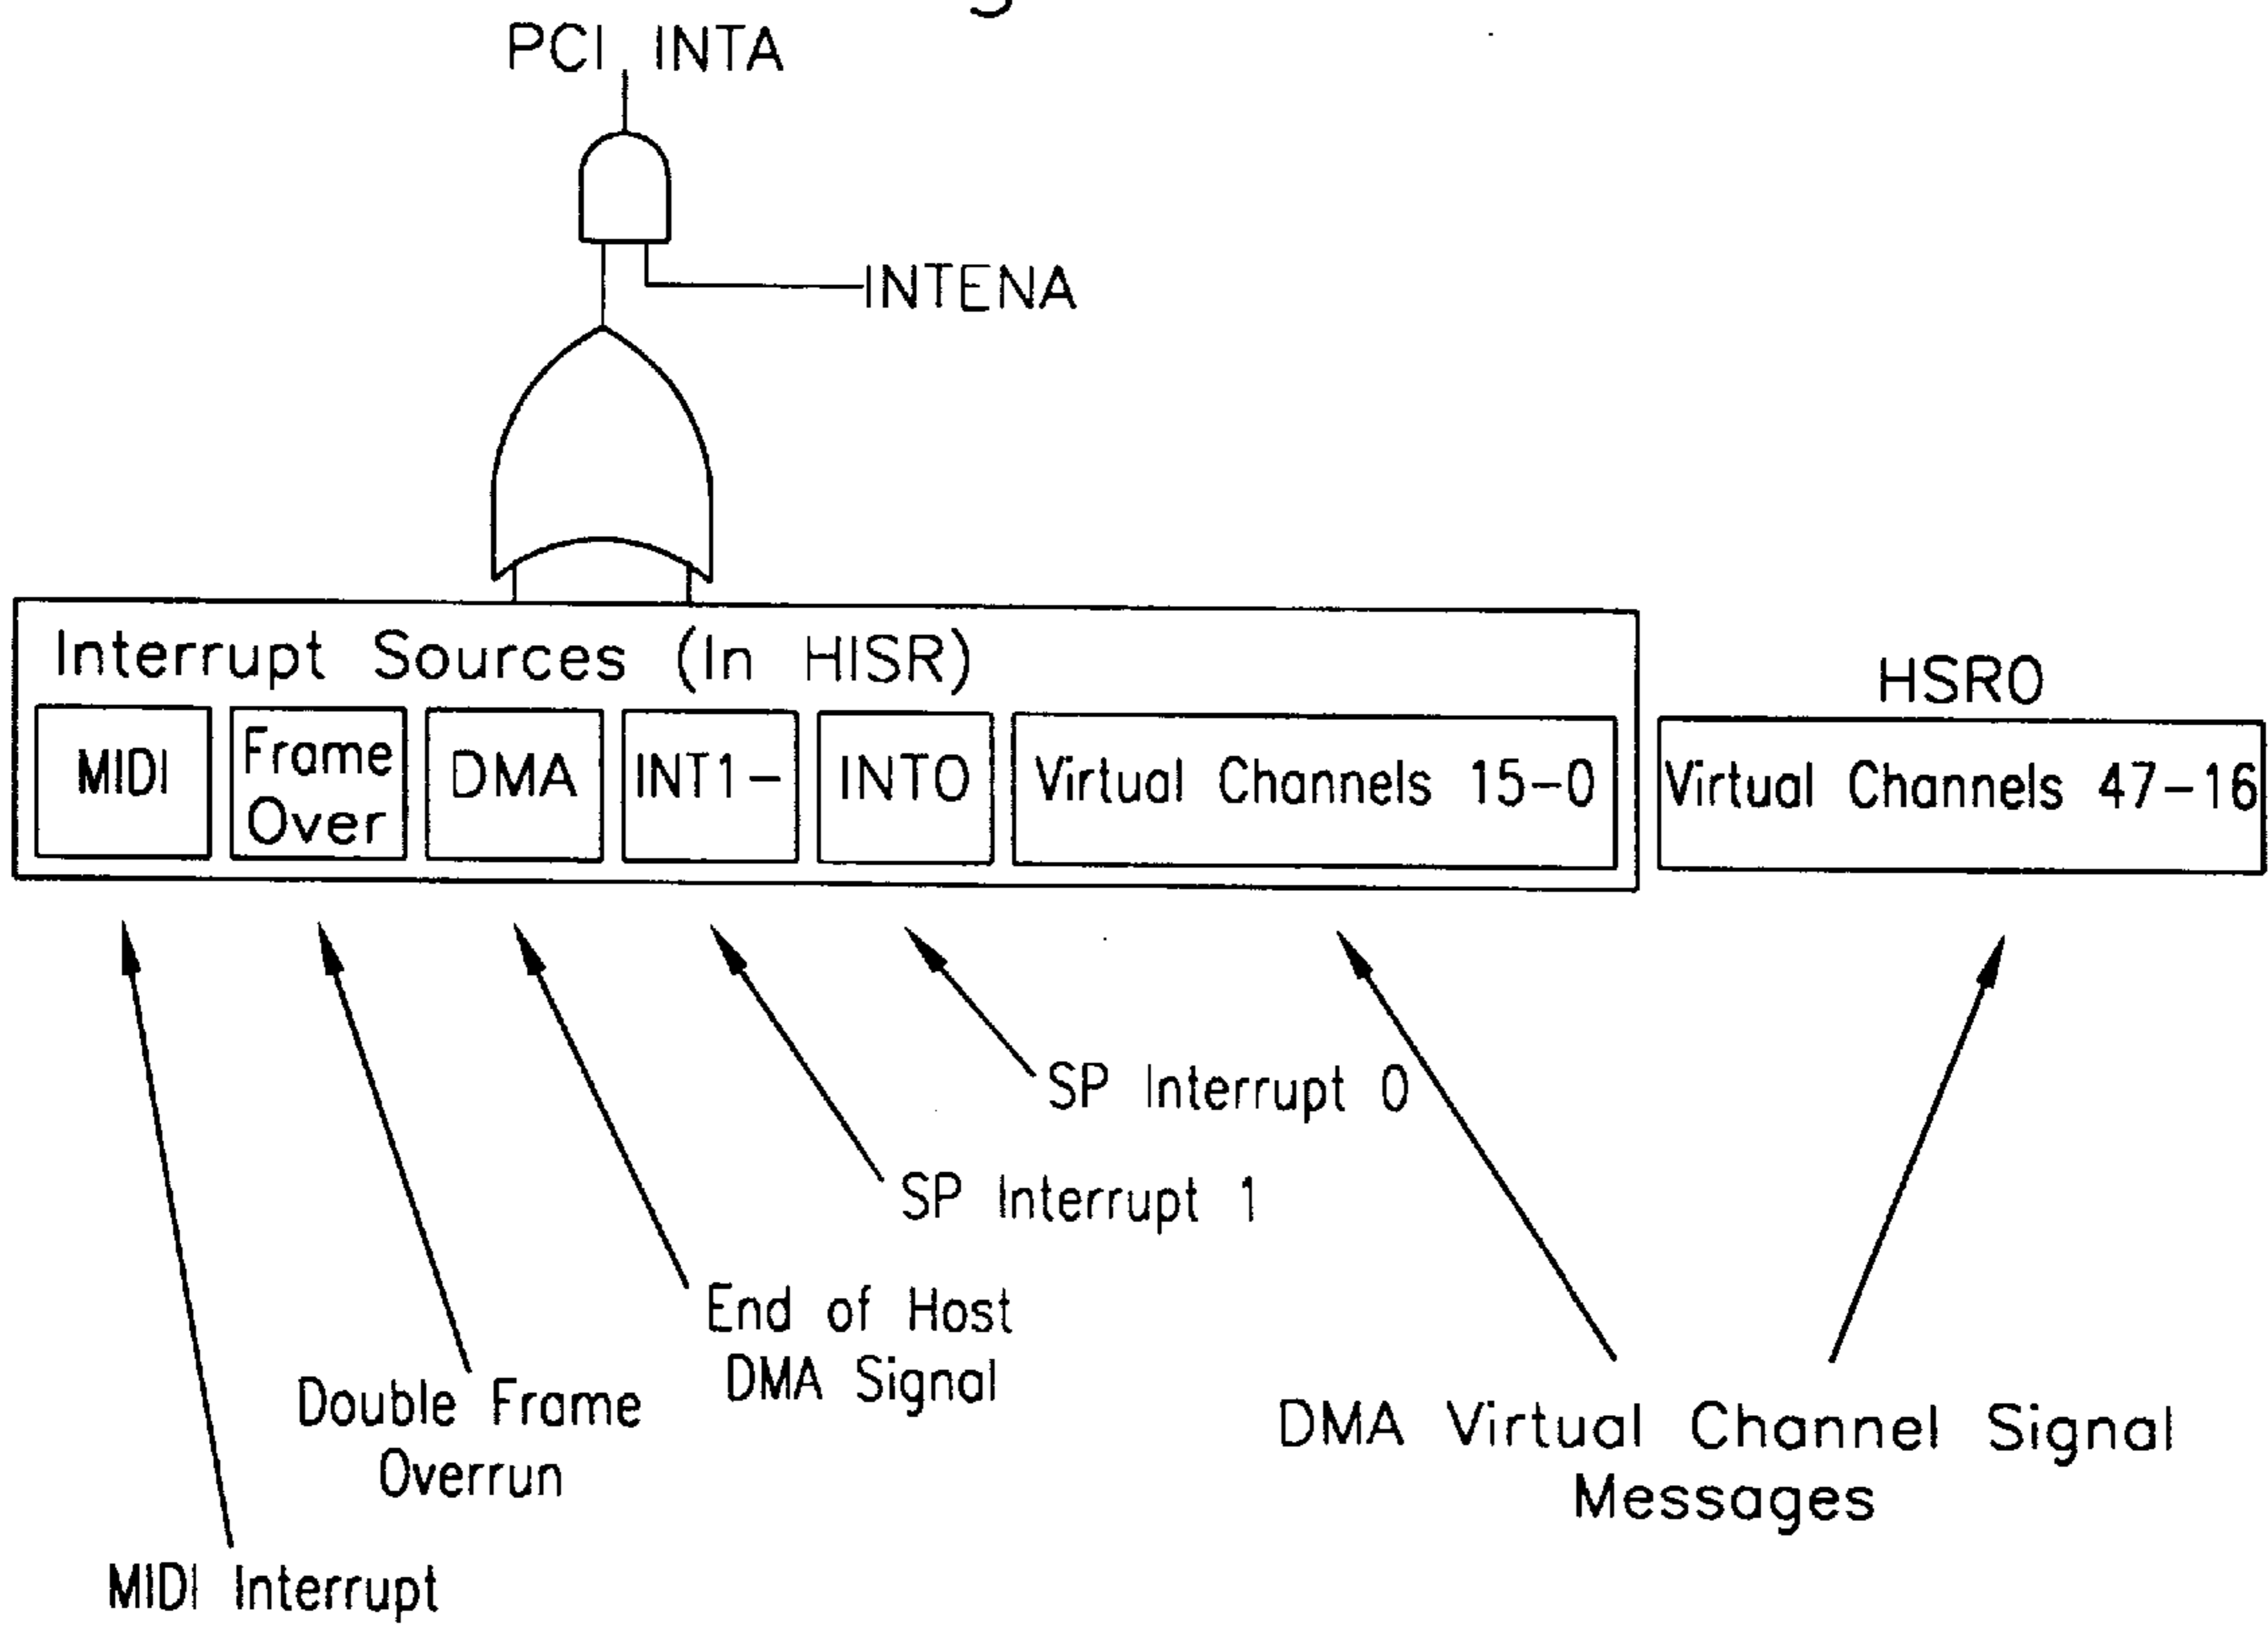 PCI INTA
INTENA
Interrupt Sources (In HISR)
HSR0
MIDI
Frame
Over
DMA
INT1-
INT0
Virtual Channels 15-0
Virtual Channels 47-16
SP Interrupt 0
SP Interrupt 1
End of Host
DMA Signal
Double Frame
Overrun
DMA Virtual Channel Signal
Messages
MIDI Interrupt